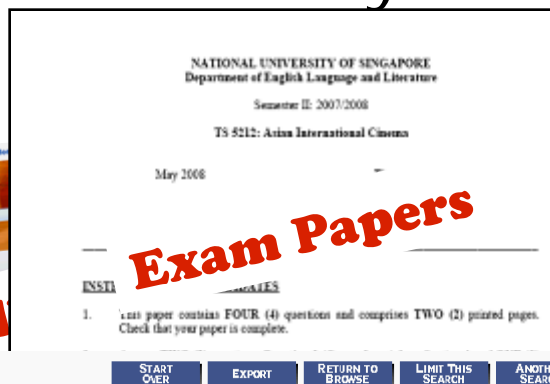 NATIONAL UNIVERSITY OF SINGAPORE
Department of English Language and Literature
Semester II: 2007/2008
TS 5212: Asian International Cinema
May 2008
Exam Papers
1. This paper contains FOUR (4) questions and comprises TWO (2) printed pages.
Check that your paper is complete.
START OVER
EXPORT
RETURN TO BROWSE
LIMIT THIS SEARCH